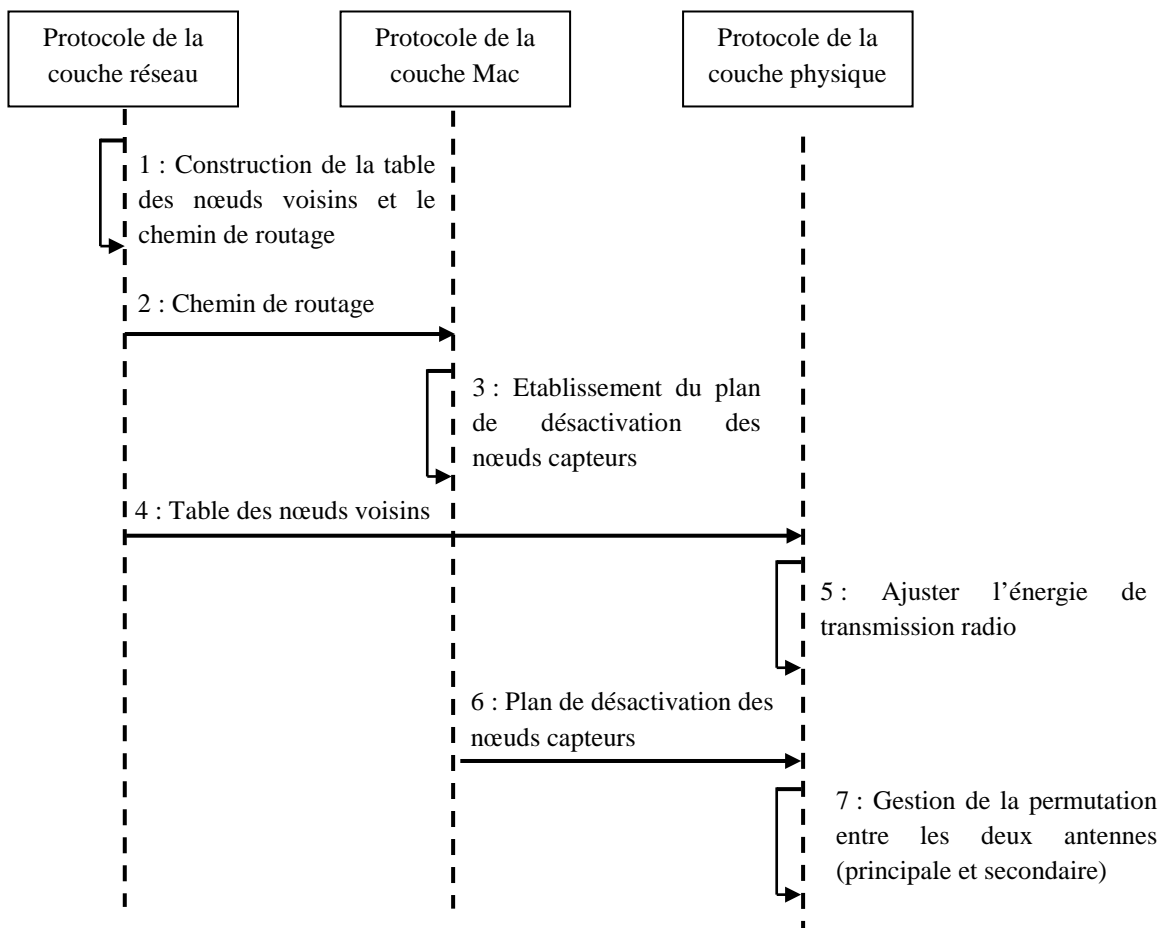 Protocole de la
couche réseau
Protocole de la
couche Mac
Protocole de la
couche physique
1 : Construction de la table
des nœuds voisins et le
chemin de routage
2 : Chemin de routage
3 : Etablissement du plan
de désactivation des
nœuds capteurs
4 : Table des nœuds voisins
5 : Ajuster l’énergie de
transmission radio
6 : Plan de désactivation des
nœuds capteurs
7 : Gestion de la permutation
entre les deux antennes
(principale et secondaire)